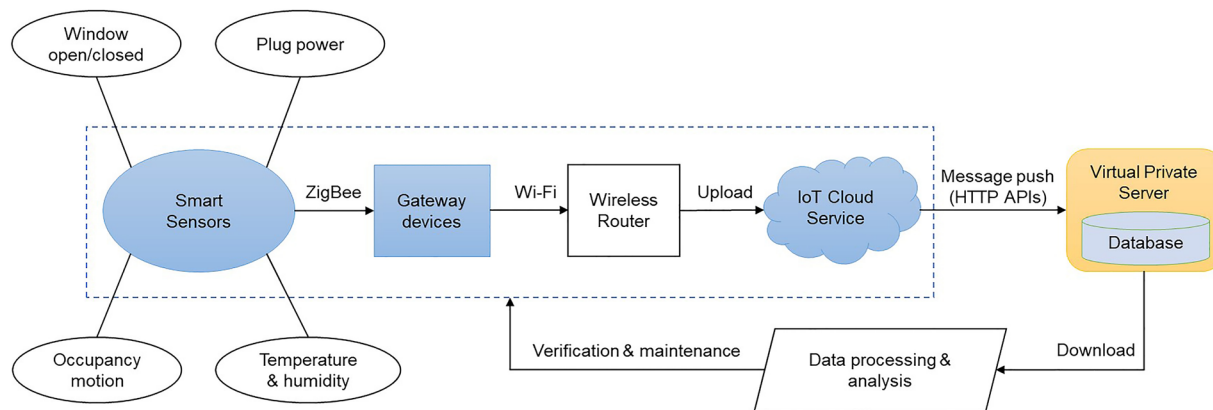 Window
open/closed
Plug power
Smart
Sensors
ZigBee
Gateway
devices
Wi-Fi
Wireless
Router
Upload
IoT Cloud
Service
Message push
(HTTP APIs)
Virtual Private
Server
Database
Occupancy
motion
Temperature
& humidity
Verification & maintenance
Data processing &
analysis
Download